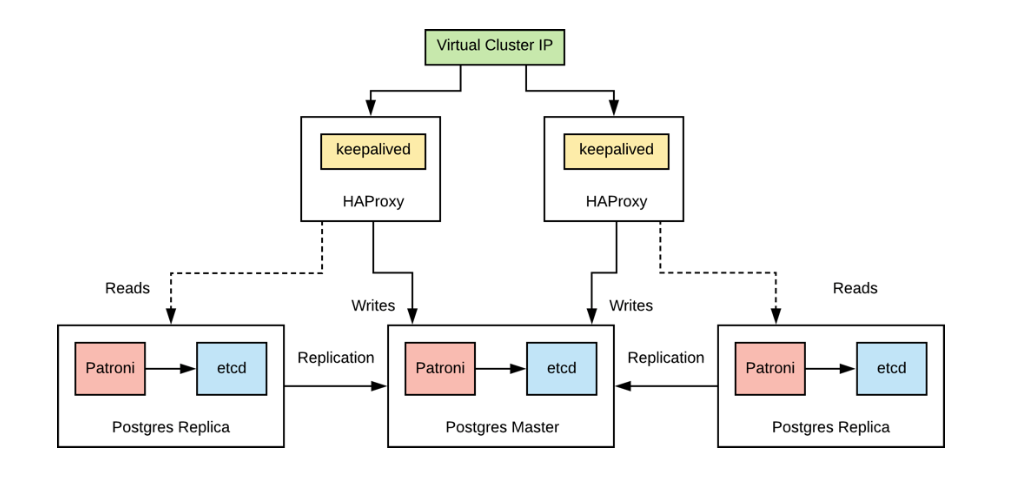 Virtual Cluster IP
keepalived
keepalived
HAProxy
HAProxy
Reads
Writes
Writes
Reads
Patroni
etcd
Replication
Patroni
etcd
Replication
Patroni
etcd
Postgres Replica
Postgres Master
Postgres Replica